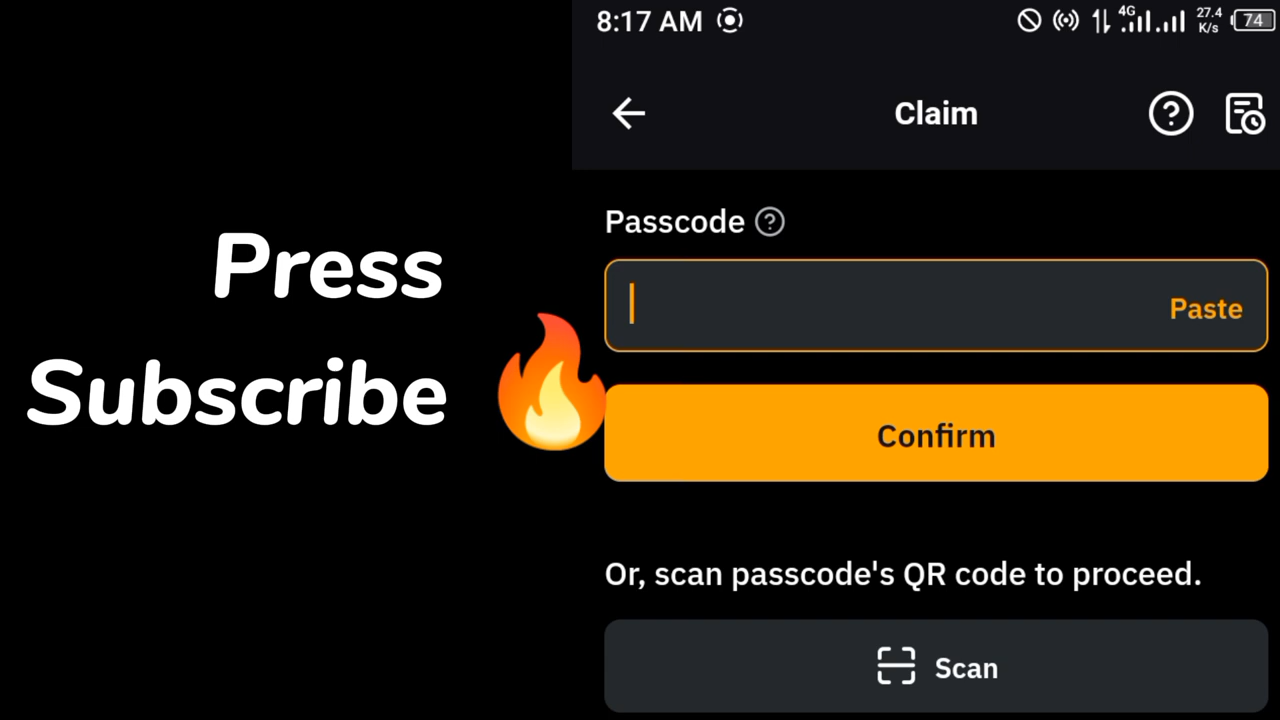 8:17 AM 4G 27.4 K/s 74
Claim
Passcode
Paste
Press
Subscribe
Confirm
Or, scan passcode's QR code to proceed.
Scan